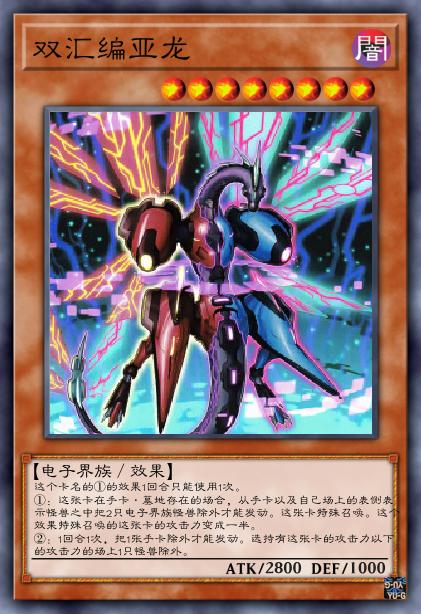 双汇编亚龙
闇
【电子界族／效果】
这个卡名的①的效果1回合只能使用1次。
①：这张卡在手卡·墓地存在的场合，从手卡以及自己场上的表侧表
示怪兽之中把2只电子界族怪兽除外才能发动。这张卡特殊召唤。这个
效果特殊召唤的这张卡的攻击力变成一半。
②：1回合1次，把1张手卡除外才能发动。选持有这张卡的攻击力以下
的攻击力的场上1只怪兽除外。
ATK/2800 DEF/1000